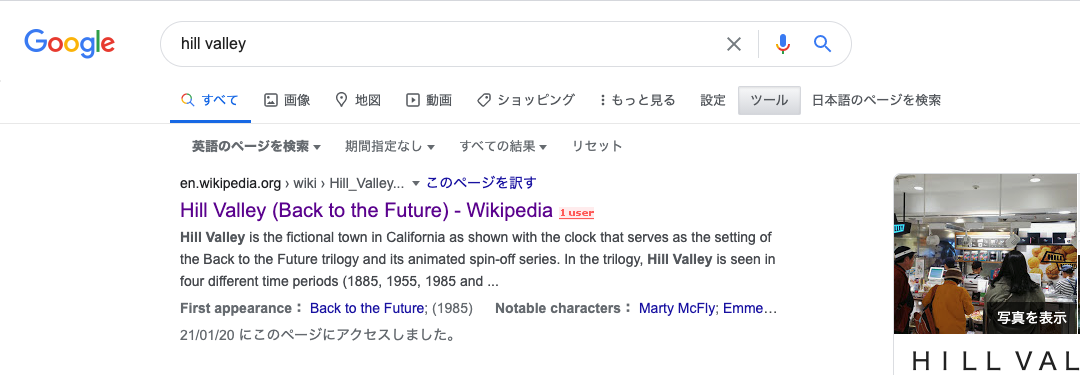 Google
hill valley
すべて 画像 地図 動画 ショッピング もっと見る 設定 ツール 日本語のページを検索
英語のページを検索 期間指定なし すべての結果 リセット
en.wikipedia.org › wiki › Hill_Valley... このページを訳す
Hill Valley (Back to the Future) - Wikipedia 1 user
Hill Valley is the fictional town in California as shown with the clock that serves as the setting of
the Back to the Future trilogy and its animated spin-off series. In the trilogy, Hill Valley is seen in
four different time periods (1885, 1955, 1985 and ...
First appearance： Back to the Future; (1985) Notable characters： Marty McFly; Emme…
21/01/20 にこのページにアクセスしました。
写真を表示
HILL VAL